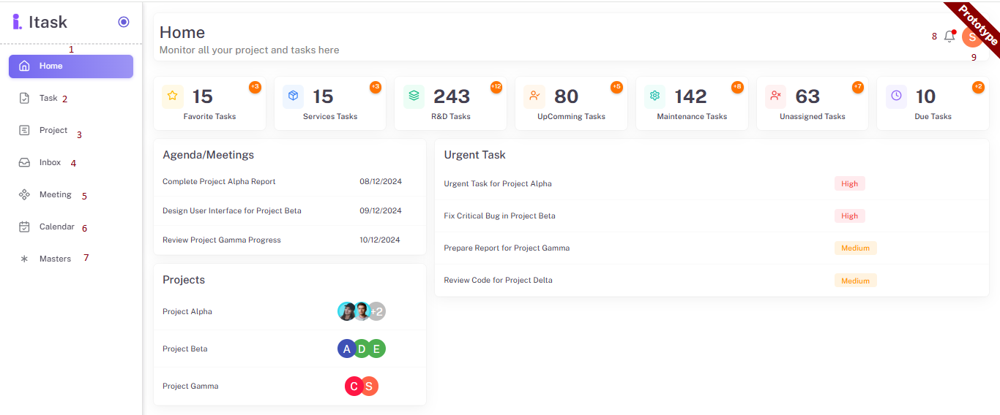 i. Itask
1
Home
Task 2
Project 3
Inbox 4
Meeting 5
Calendar 6
Masters 7
Home
Monitor all your project and tasks here
8
S
9
Prototype
15 +3
Favorite Tasks
15 +3
Services Tasks
243 +12
R&D Tasks
80 +5
UpComming Tasks
142 +8
Maintenance Tasks
63 +7
Unassigned Tasks
10 +2
Due Tasks
Agenda/Meetings
Complete Project Alpha Report 08/12/2024
Design User Interface for Project Beta 09/12/2024
Review Project Gamma Progress 10/12/2024
Projects
Project Alpha +2
Project Beta A D E
Project Gamma C S
Urgent Task
Urgent Task for Project Alpha High
Fix Critical Bug in Project Beta High
Prepare Report for Project Gamma Medium
Review Code for Project Delta Medium